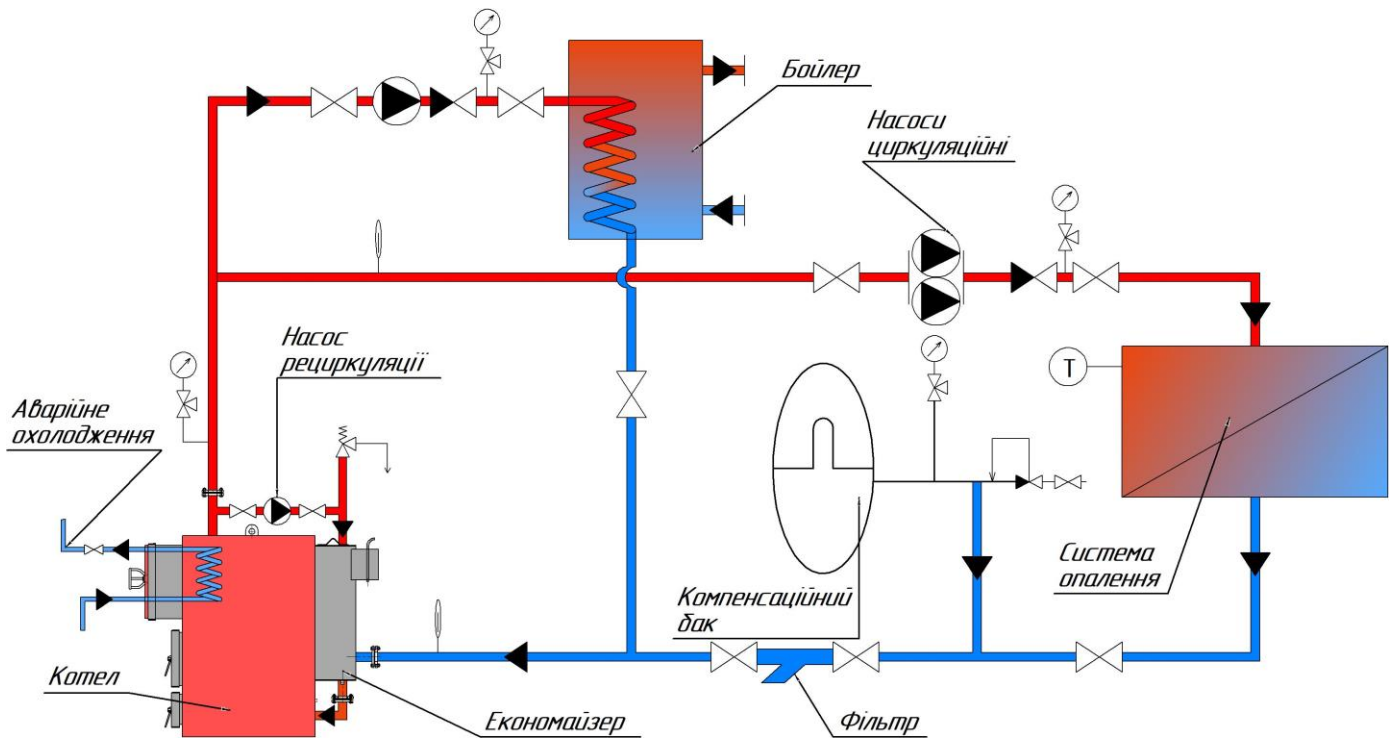 Бойлер
Насоси
циркуляційні
Насос
рециркуляції
Аварійне
охолодження
Т
Компенсаційний
бак
Система
опалення
Котел
Економайзер
Фільтр